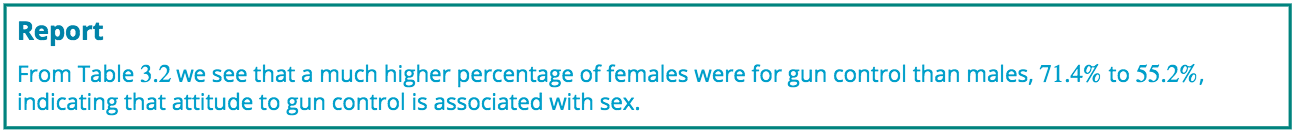 Report
From Table 3.2 we see that a much higher percentage of females were for gun control than males, 71.4% to 55.2%,
indicating that attitude to gun control is associated with sex.